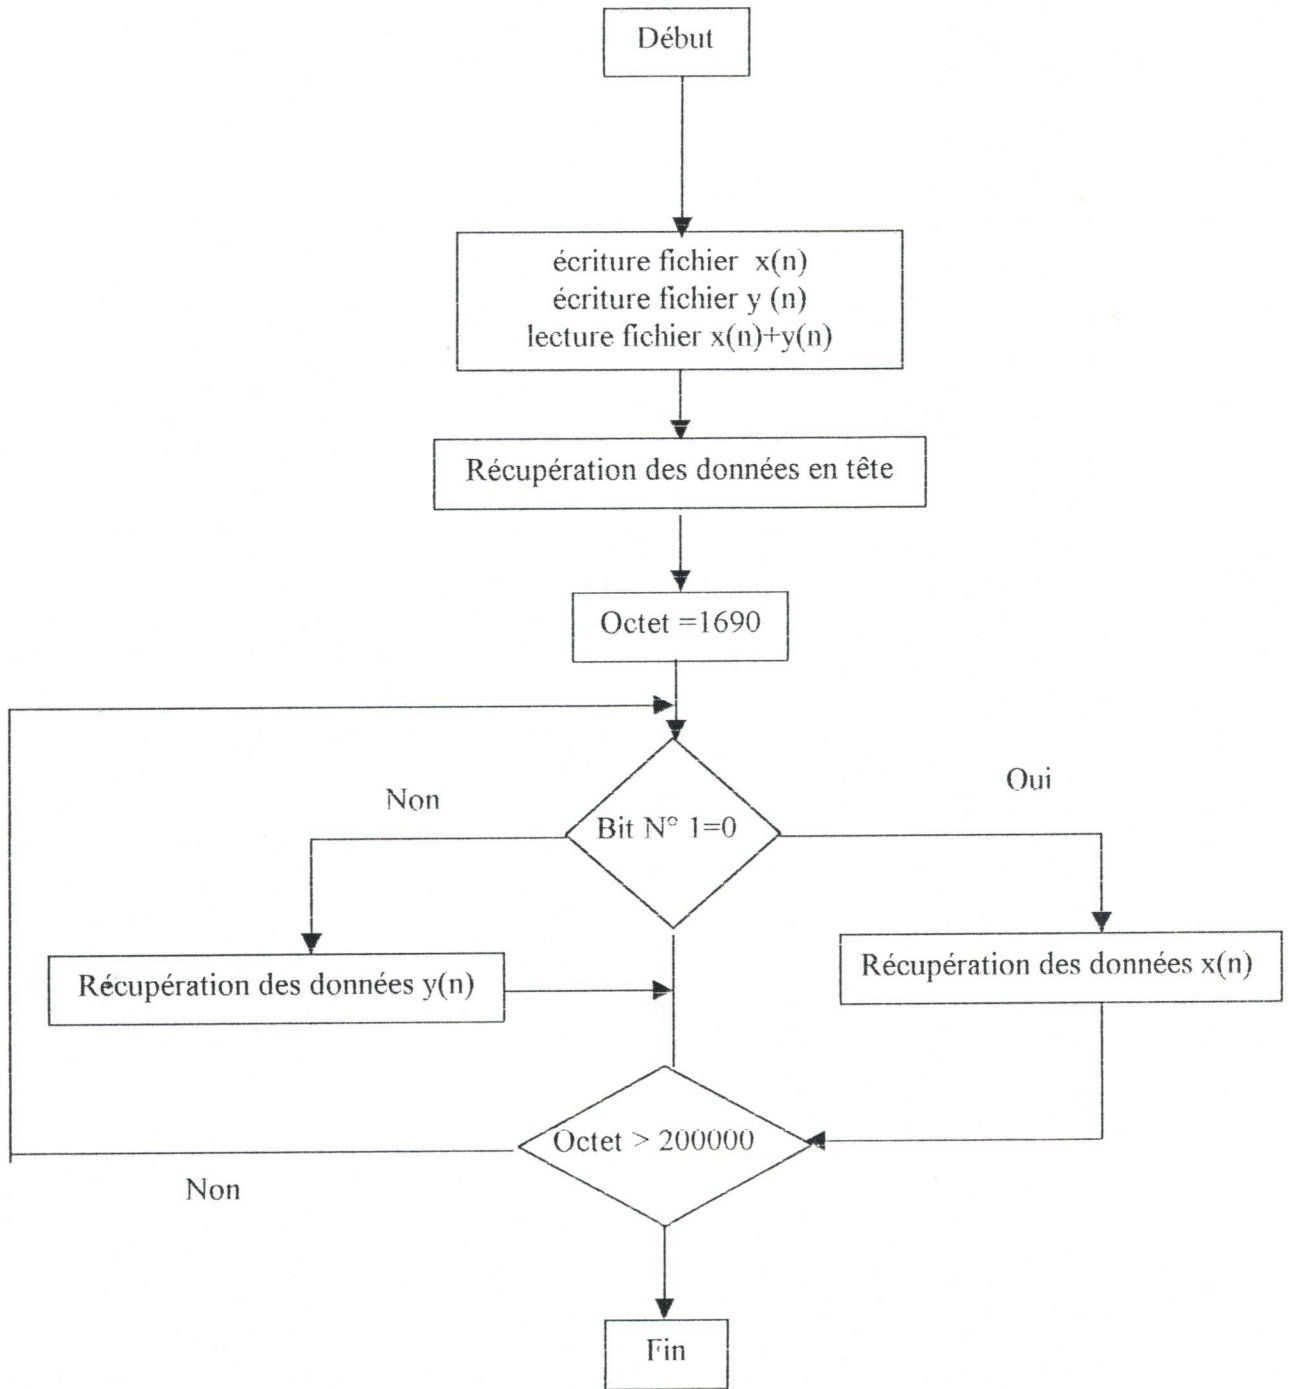 Début
écriture fichier x(n)
écriture fichier y (n)
lecture fichier x(n)+y(n)
Récupération des données en tête
Octet =1690
Non
Oui
Bit N° 1=0
Récupération des données y(n)
Récupération des données x(n)
Octet > 200000
Non
Fin